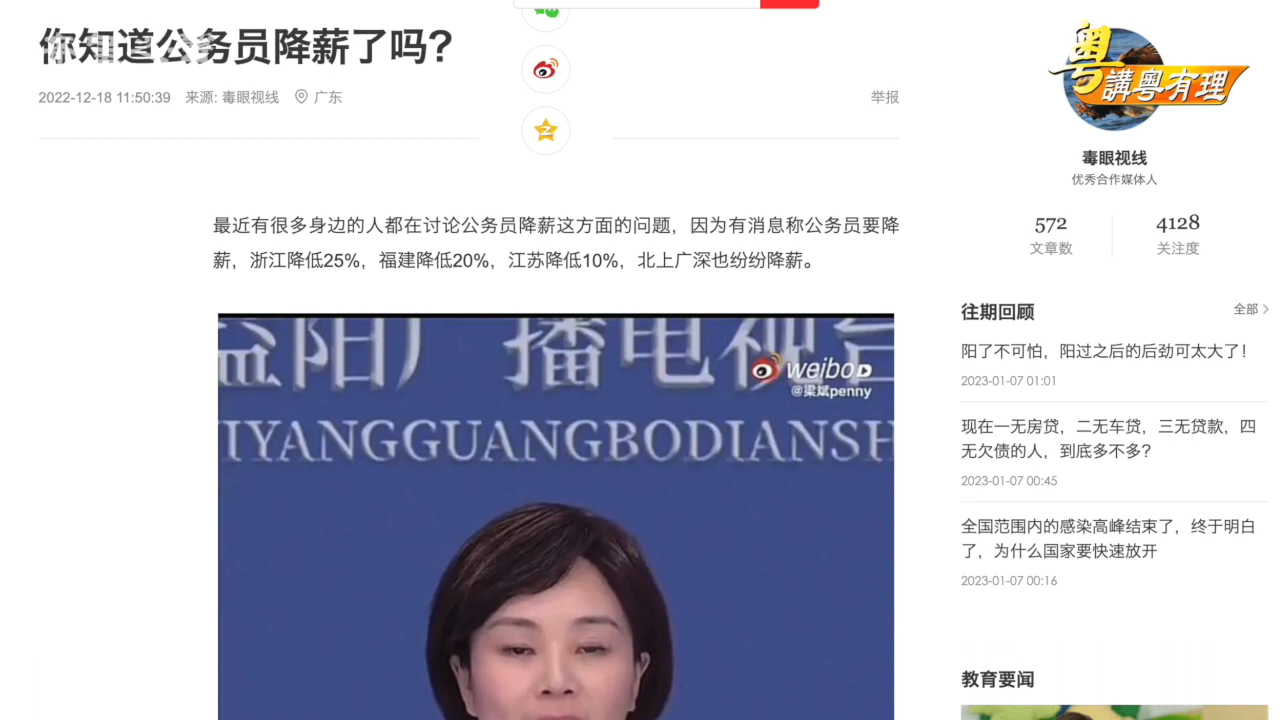 你知道公务员降薪了吗?
2022-12-18 11:50:39 来源: 毒眼视线 广东
举报
最近有很多身边的人都在讨论公务员降薪这方面的问题，因为有消息称公务员要降
薪，浙江降低25%，福建降低20%，江苏降低10%，北上广深也纷纷降薪。
益阳广播电视台
weibo
@梁斌penny
IYANGGUANGBODIANSH
粤講粤有理
毒眼视线
优秀合作媒体人
572
4128
文章数
关注度
往期回顾
全部
阳了不可怕，阳过之后的后劲可太大了！
2023-01-07 01:01
现在一无房贷，二无车贷，三无贷款，四
无欠债的人，到底多不多？
2023-01-07 00:45
全国范围内的感染高峰结束了，终于明白
了，为什么国家要快速放开
2023-01-07 00:16
教育要闻